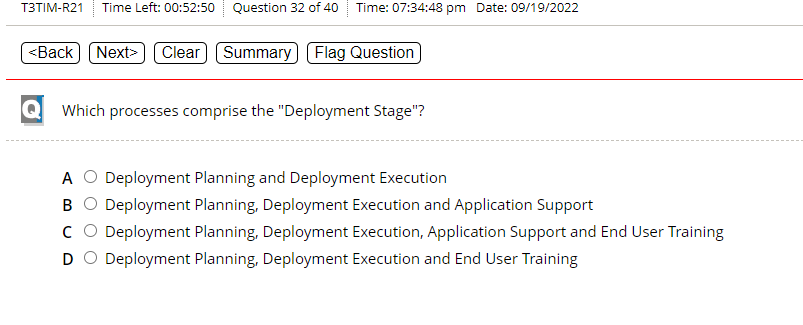 T3TIM-R21 Time Left: 00:52:50 Question 32 of 40 Time: 07:34:48 pm Date: 09/19/2022
<Back Next> Clear Summary Flag Question
Q Which processes comprise the "Deployment Stage"?
A Deployment Planning and Deployment Execution
B Deployment Planning, Deployment Execution and Application Support
C Deployment Planning, Deployment Execution, Application Support and End User Training
D Deployment Planning, Deployment Execution and End User Training